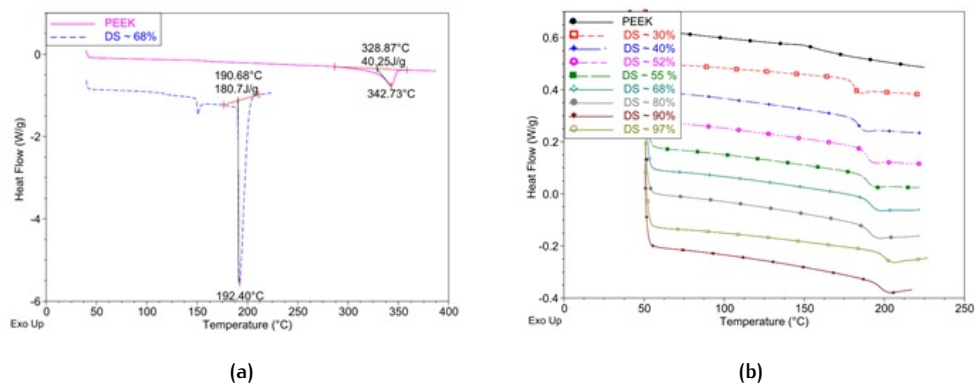 PEEK
DS ~ 68%
0
-2
-4
-6
Heat Flow (W/g)
328.87°C
40.25J/g
342.73°C
190.68°C
180.7J/g
192.40°C
0
50
100
150
200
250
300
350
400
Exo Up
Temperature (°C)
(a)
PEEK
DS ~ 30%
DS ~ 40%
DS ~ 52%
DS ~ 55 %
DS ~ 68%
DS ~ 80%
DS ~ 90%
DS ~ 97%
0.6
0.4
0.2
0.0
-0.2
-0.4
Heat Flow (W/g)
0
50
100
150
200
250
Exo Up
Temperature (°C)
(b)